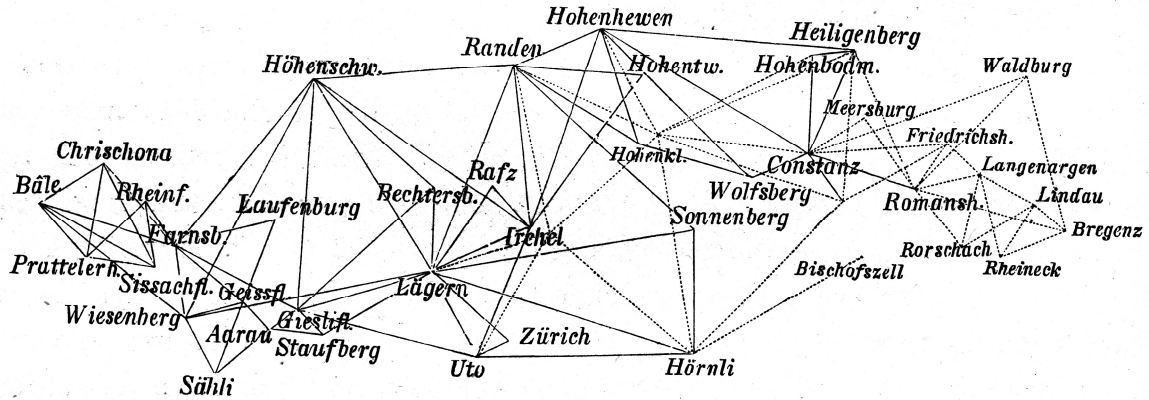 Hohenhewen
Heiligenberg
Randen
Höhenschw.
Hohentw.
Hohenbodm.
Waldburg
Meersburg
Friedrichsh.
Chrischona
Hohenkl.
Constanz
Langenargen
Bâle
Rheinf.
Rafz
Bechtersb.
Wolfsberg
Romansh.
Lindau
Laufenburg
Sonnenberg
Farnsb.
Irchel
Bregenz
Rorschach
Prattelerh.
Bischofszell
Rheineck
Sissachfl.
Geissfl.
Lägern
Wiesenberg
Gieslifl.
Aarau
Zürich
Staufberg
Uto
Hörnli
Sähli